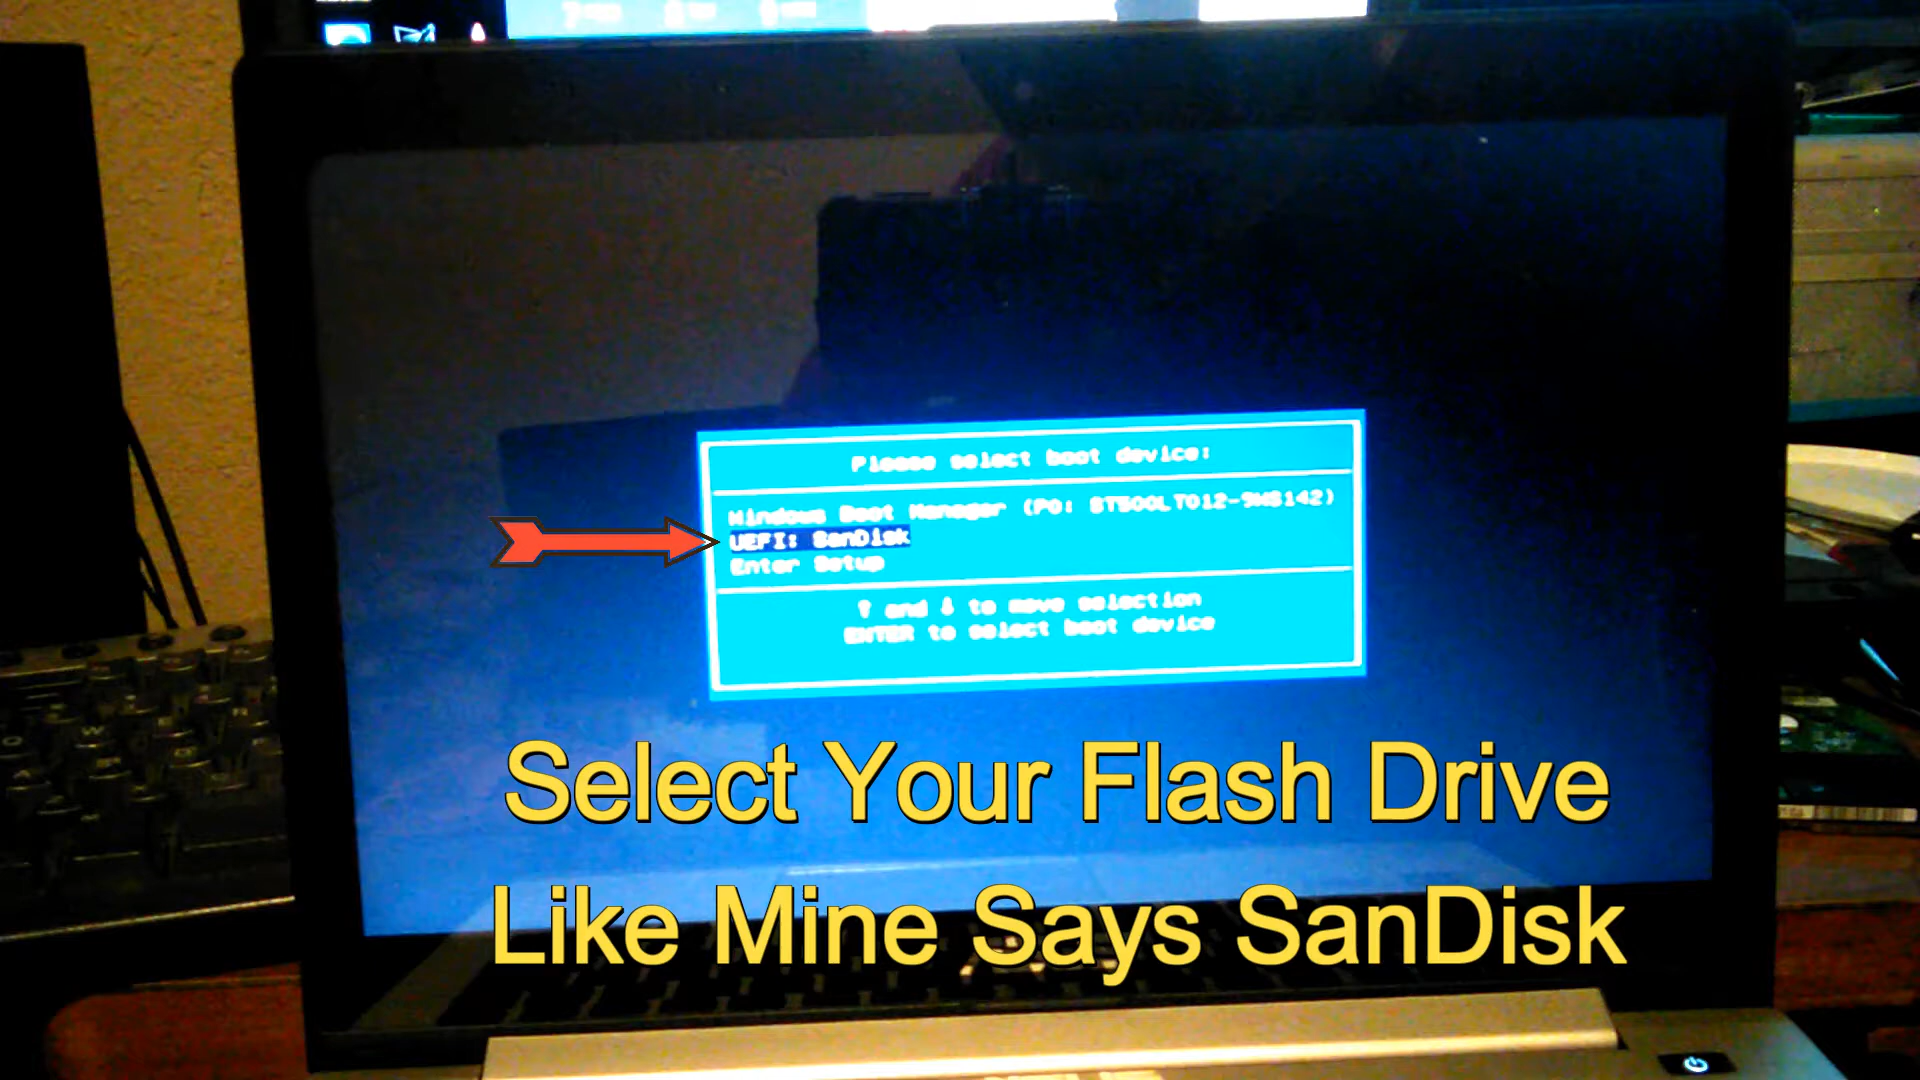 Please select boot device:
Windows Boot Manager (P0: ST500LT012-9WS142)
UEFI: SanDisk
Enter Setup
↑ and ↓ to move selection
ENTER to select boot device
Select Your Flash Drive
Like Mine Says SanDisk